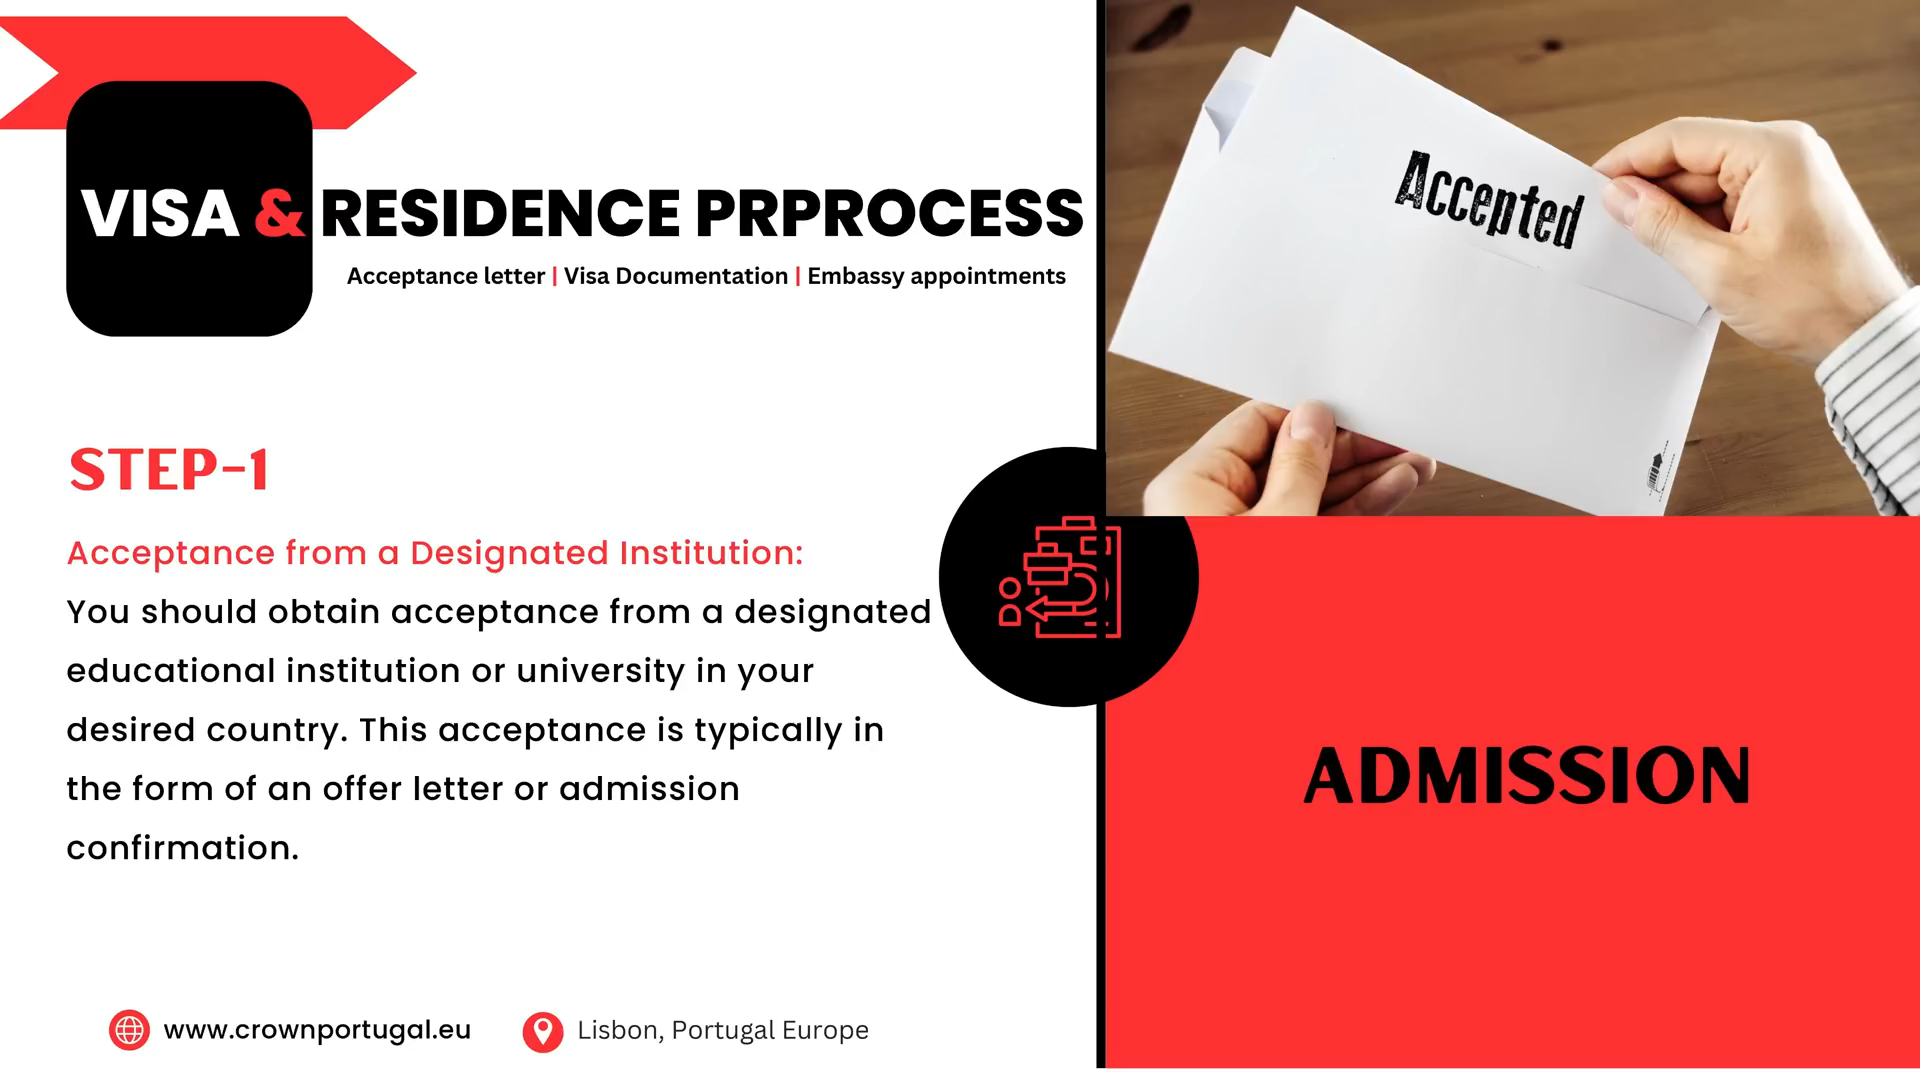 VISA & RESIDENCE PRPROCESS
Acceptance letter | Visa Documentation | Embassy appointments
Accepted
STEP-1
Acceptance from a Designated Institution:
You should obtain acceptance from a designated
educational institution or university in your
desired country. This acceptance is typically in
the form of an offer letter or admission
confirmation.
ADMISSION
www.crownportugal.eu
Lisbon, Portugal Europe